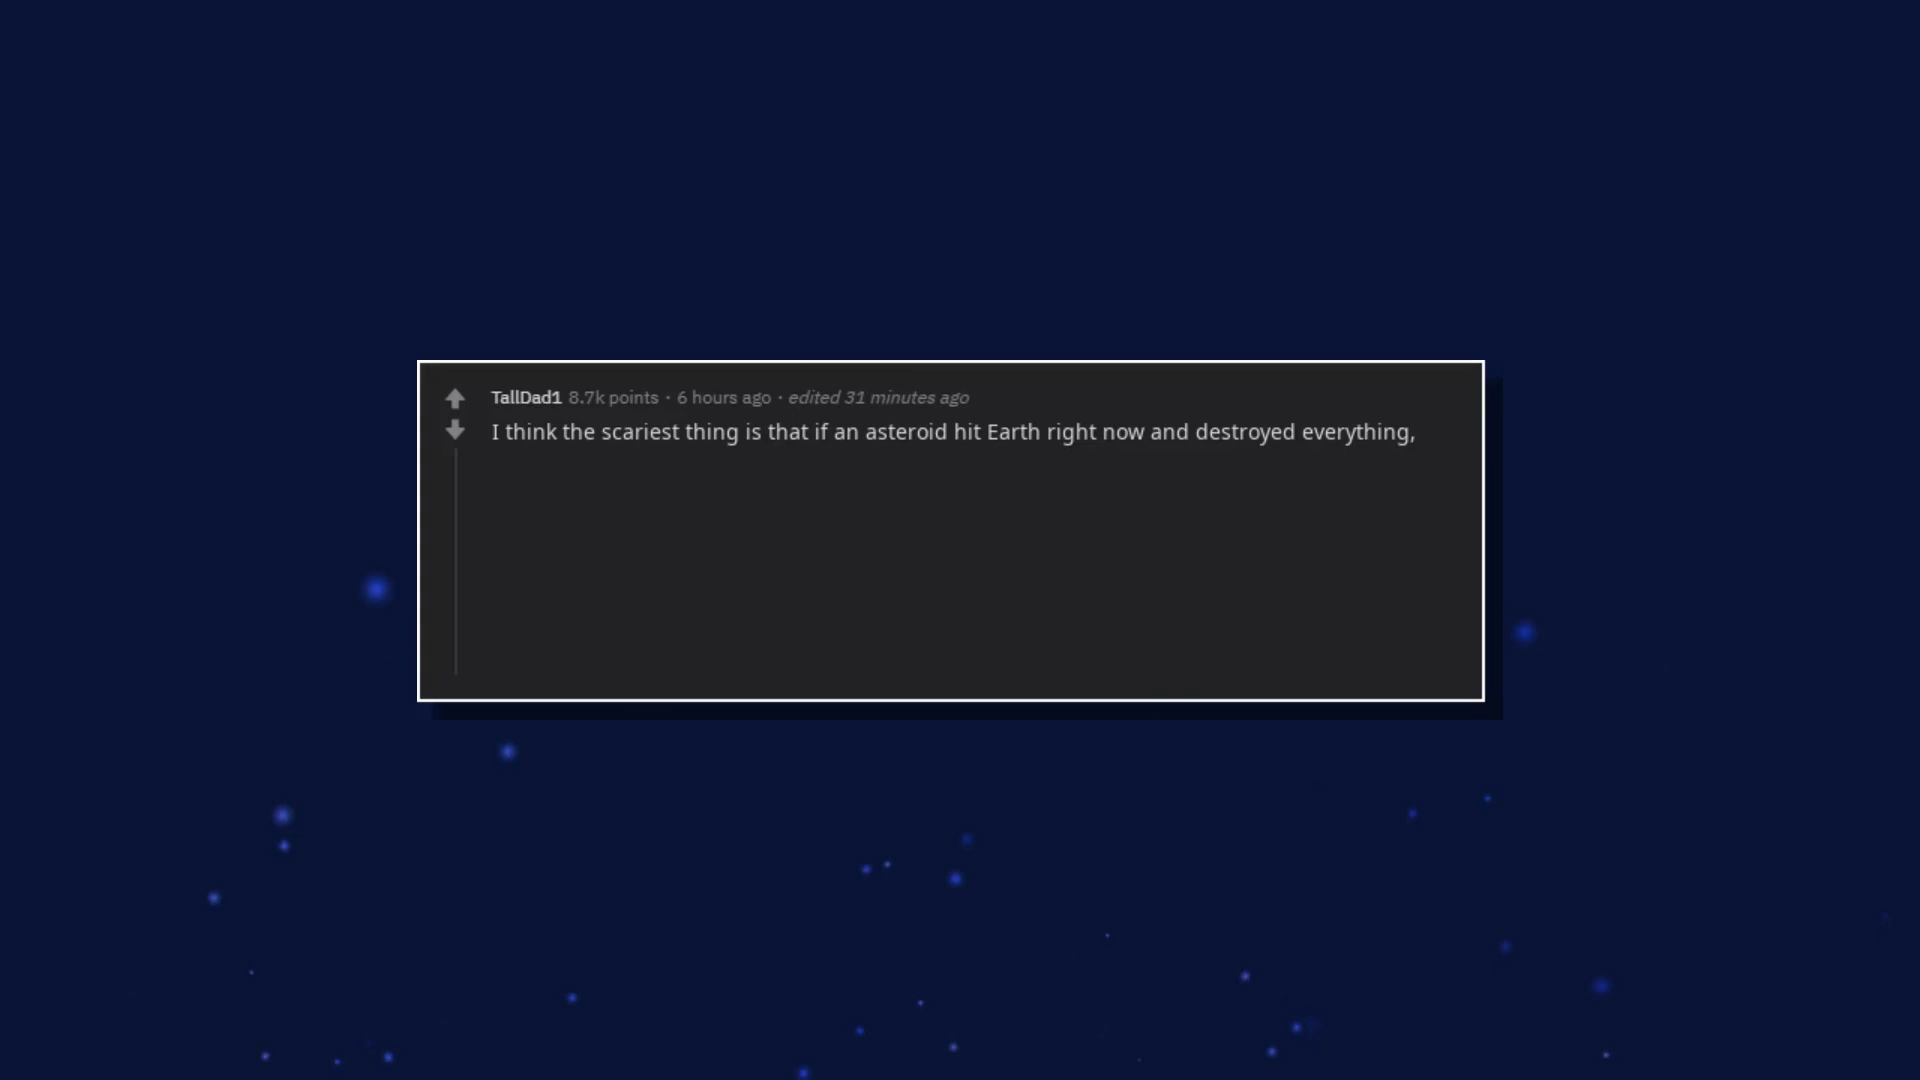 TallDad1 8.7k points · 6 hours ago · edited 31 minutes ago
I think the scariest thing is that if an asteroid hit Earth right now and destroyed everything,